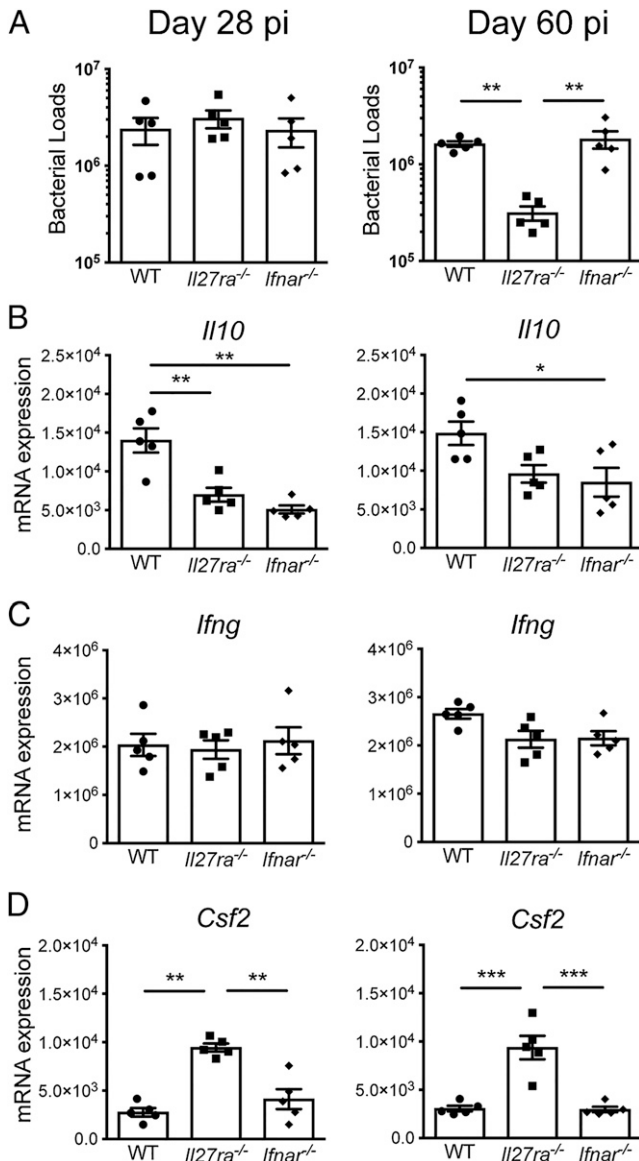 A
Day 28 pi
Day 60 pi
Bacterial Loads
10⁷
10⁶
10⁵
WT
Il27ra⁻/⁻
Ifnar⁻/⁻
Bacterial Loads
10⁷
10⁶
10⁵
** **
WT
Il27ra⁻/⁻
Ifnar⁻/⁻
B
Il10
mRNA expression
2.5×10⁴
2.0×10⁴
1.5×10⁴
1.0×10⁴
5.0×10³
0.0
**
**
WT
Il27ra⁻/⁻
Ifnar⁻/⁻
Il10
2.5×10⁴
2.0×10⁴
1.5×10⁴
1.0×10⁴
5.0×10³
0.0
*
WT
Il27ra⁻/⁻
Ifnar⁻/⁻
C
Ifng
mRNA expression
4×10⁶
3×10⁶
2×10⁶
1×10⁶
0
WT
Il27ra⁻/⁻
Ifnar⁻/⁻
Ifng
4×10⁶
3×10⁶
2×10⁶
1×10⁶
0
WT
Il27ra⁻/⁻
Ifnar⁻/⁻
D
Csf2
mRNA expression
2.0×10⁴
1.5×10⁴
1.0×10⁴
5.0×10³
0.0
** **
WT
Il27ra⁻/⁻
Ifnar⁻/⁻
Csf2
2.0×10⁴
1.5×10⁴
1.0×10⁴
5.0×10³
0.0
*** ***
WT
Il27ra⁻/⁻
Ifnar⁻/⁻